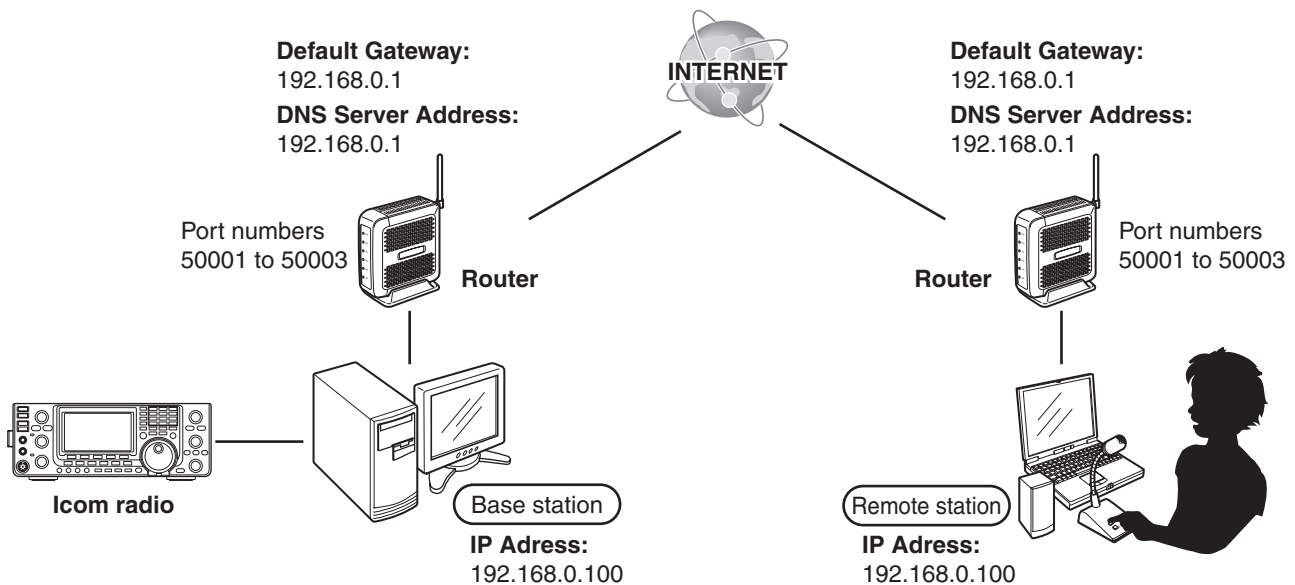 Default Gateway:
192.168.0.1
DNS Server Address:
192.168.0.1
INTERNET
Default Gateway:
192.168.0.1
DNS Server Address:
192.168.0.1
Port numbers
50001 to 50003
Router
Router
Port numbers
50001 to 50003
Icom radio
Base station
IP Adress:
192.168.0.100
Remote station
IP Adress:
192.168.0.100